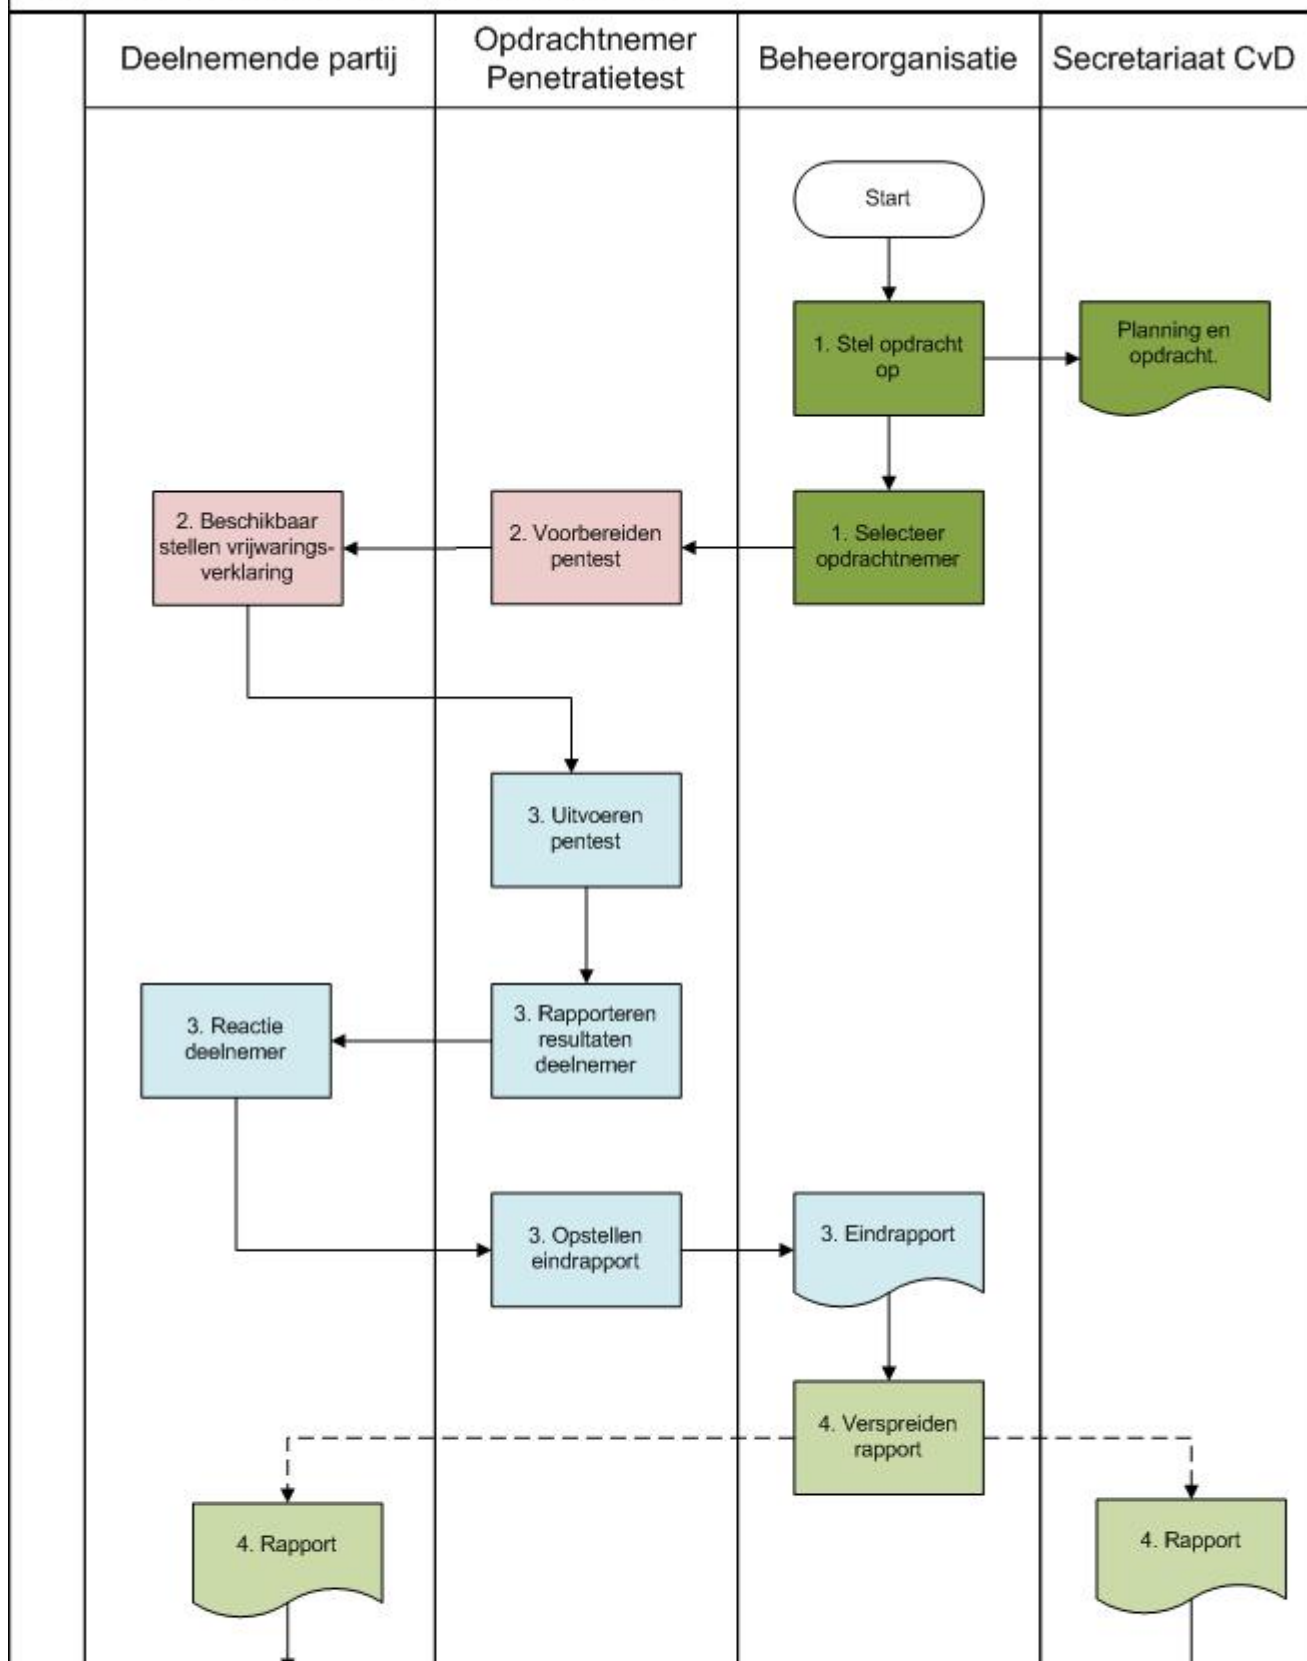 Deelnemende partij
Opdrachtnemer
Penetratietest
Beheerorganisatie
Secretariaat CvD
Start
1. Stel opdracht
op
Planning en
opdracht.
2. Beschikbaar
stellen vrijwarings-
verklaring
2. Voorbereiden
pentest
1. Selecteer
opdrachtnemer
3. Uitvoeren
pentest
3. Reactie
deelnemer
3. Rapporteren
resultaten
deelnemer
3. Opstellen
eindrapport
3. Eindrapport
4. Verspreiden
rapport
4. Rapport
4. Rapport